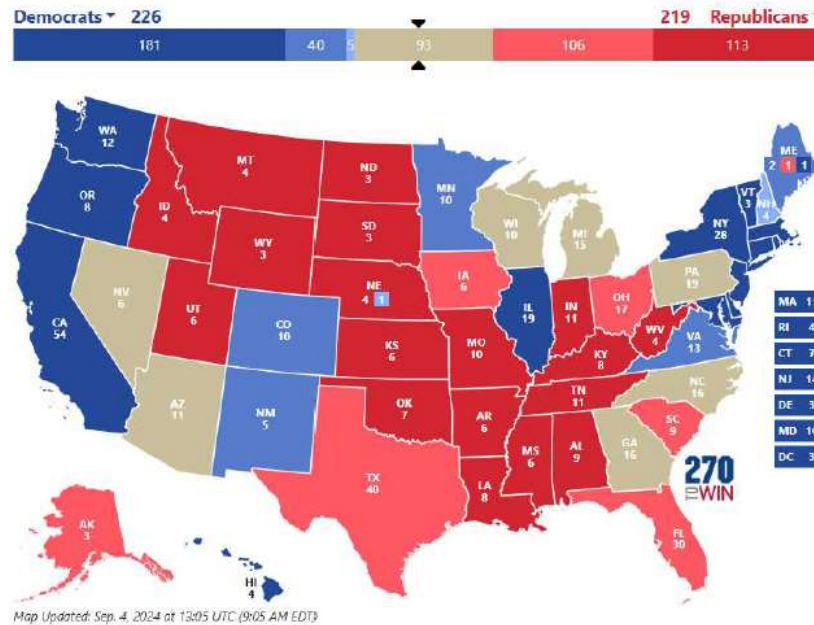 Democrats 226
219 Republicans
181 40 5 93 106 113
WA
12
OR
8
CA
54
NV
6
ID
4
MT
4
WY
3
UT
6
AZ
11
CO
10
NM
5
ND
3
SD
3
NE
4 1
KS
6
OK
7
TX
40
MN
10
IA
6
MO
10
AR
6
LA
8
WI
10
IL
19
MI
15
IN
11
OH
17
KY
8
TN
11
MS
6
AL
9
GA
16
FL
30
SC
9
NC
16
VA
13
WV
4
PA
19
NY
28
VT
3
NH
4
ME
2 1 1
MA
RI 4
CT 7
NJ
DE 3
MD
DC 3
AK
3
HI
4
270
TO WIN
Map Updated: Sep. 4, 2024 at 13:05 UTC (9:05 AM EDT)